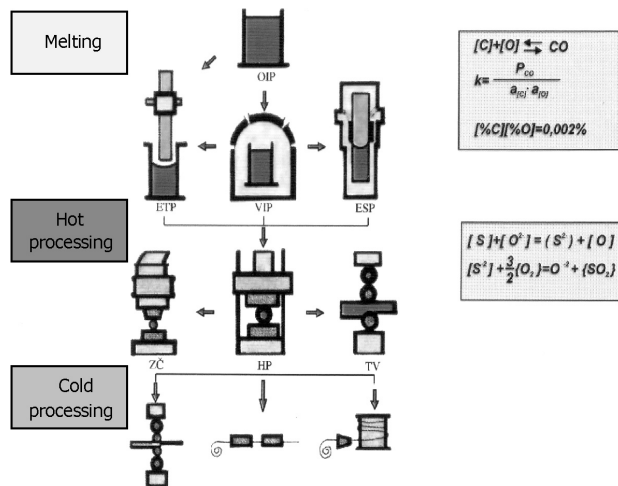 Melting
OIP
ETP
VIP
ESP
Hot
processing
ZČ
HP
TV
Cold
processing
[C]+[O] ⇄ CO
k= P_CO / a_[C] · a_[O]
[%C][%O]=0,002%
[ S]+[ O²⁻] = ( S²⁻) + [ O]
[S²⁻] +3/2{O₂}=O⁻² + {SO₂}